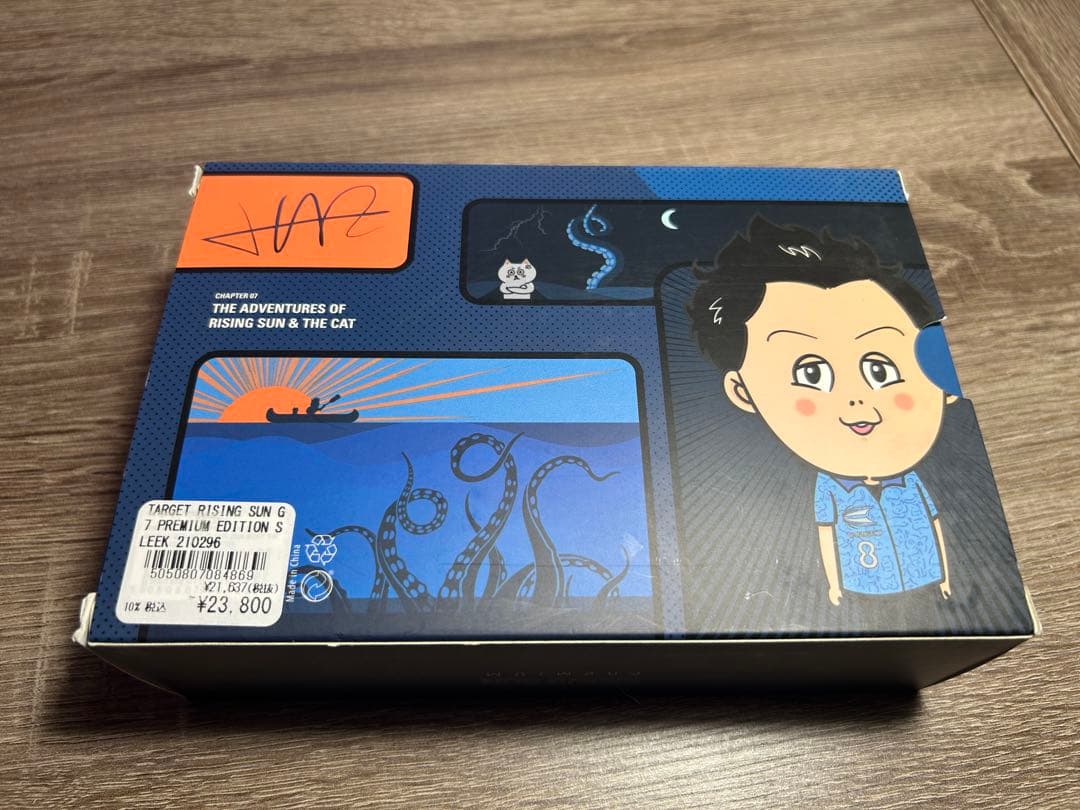 CHAPTER 07
THE ADVENTURES OF
RISING SUN & THE CAT
8
TARGET RISING SUN G
7 PREMIUM EDITION S
LEEK 210296
5050807084869
¥21,637(税抜)
10% 税込 ¥23,800
Made in China